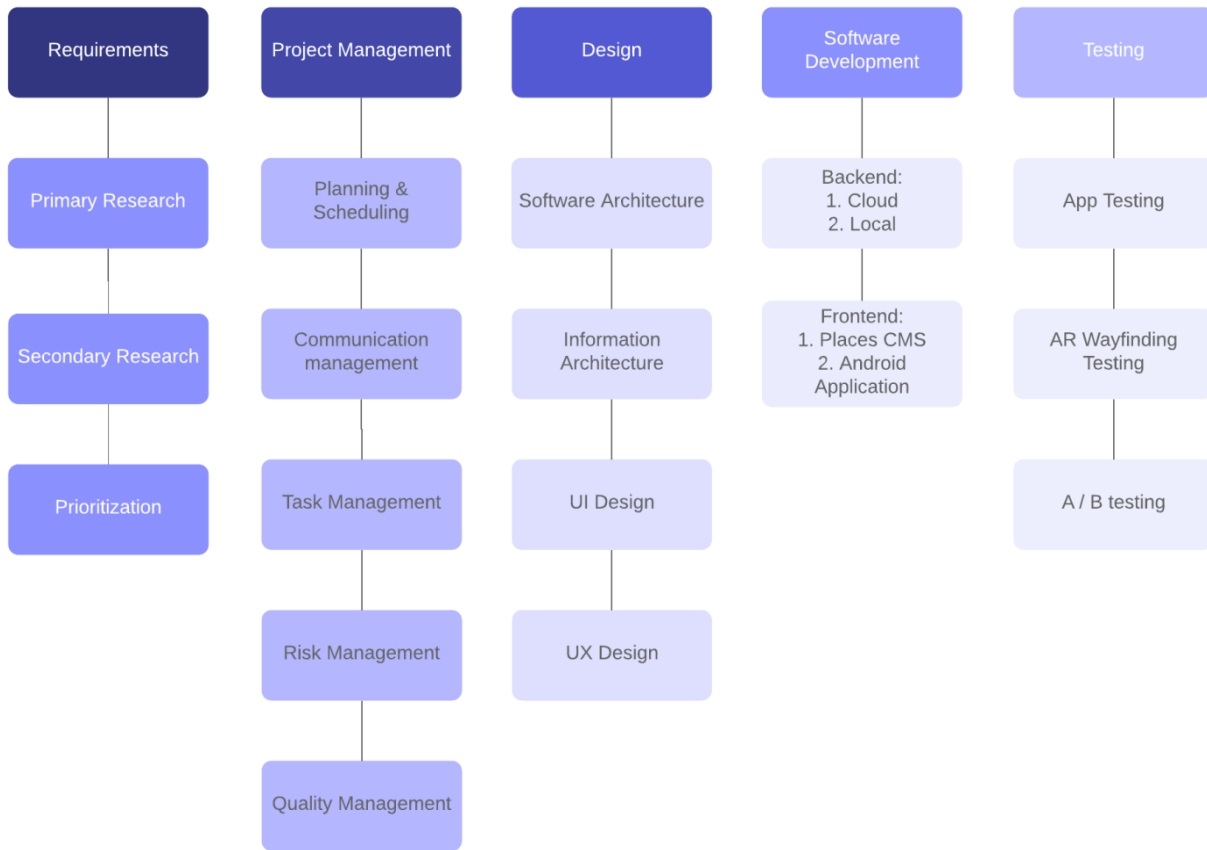 Requirements
Primary Research
Secondary Research
Prioritization
Project Management
Planning &
Scheduling
Communication
management
Task Management
Risk Management
Quality Management
Design
Software Architecture
Information
Architecture
UI Design
UX Design
Software
Development
Backend:
1. Cloud
2. Local
Frontend:
1. Places CMS
2. Android
Application
Testing
App Testing
AR Wayfinding
Testing
A / B testing